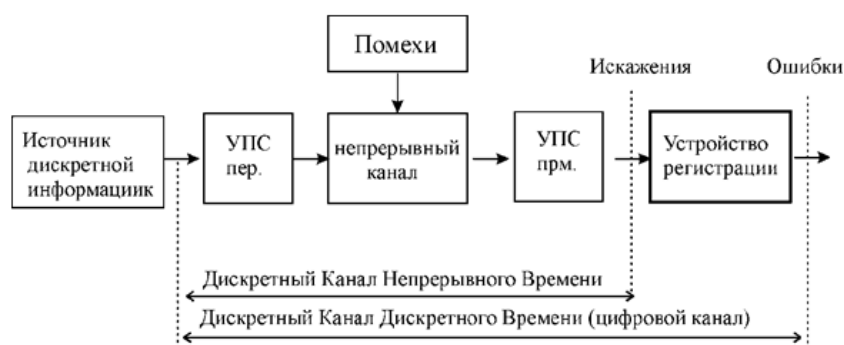 Помехи
Искажения
Ошибки
Источник
дискретной
информациик
УПС
пер.
непрерывный
канал
УПС
прм.
Устройство
регистрации
Дискретный Канал Непрерывного Времени
Дискретный Канал Дискретного Времени (цифровой канал)